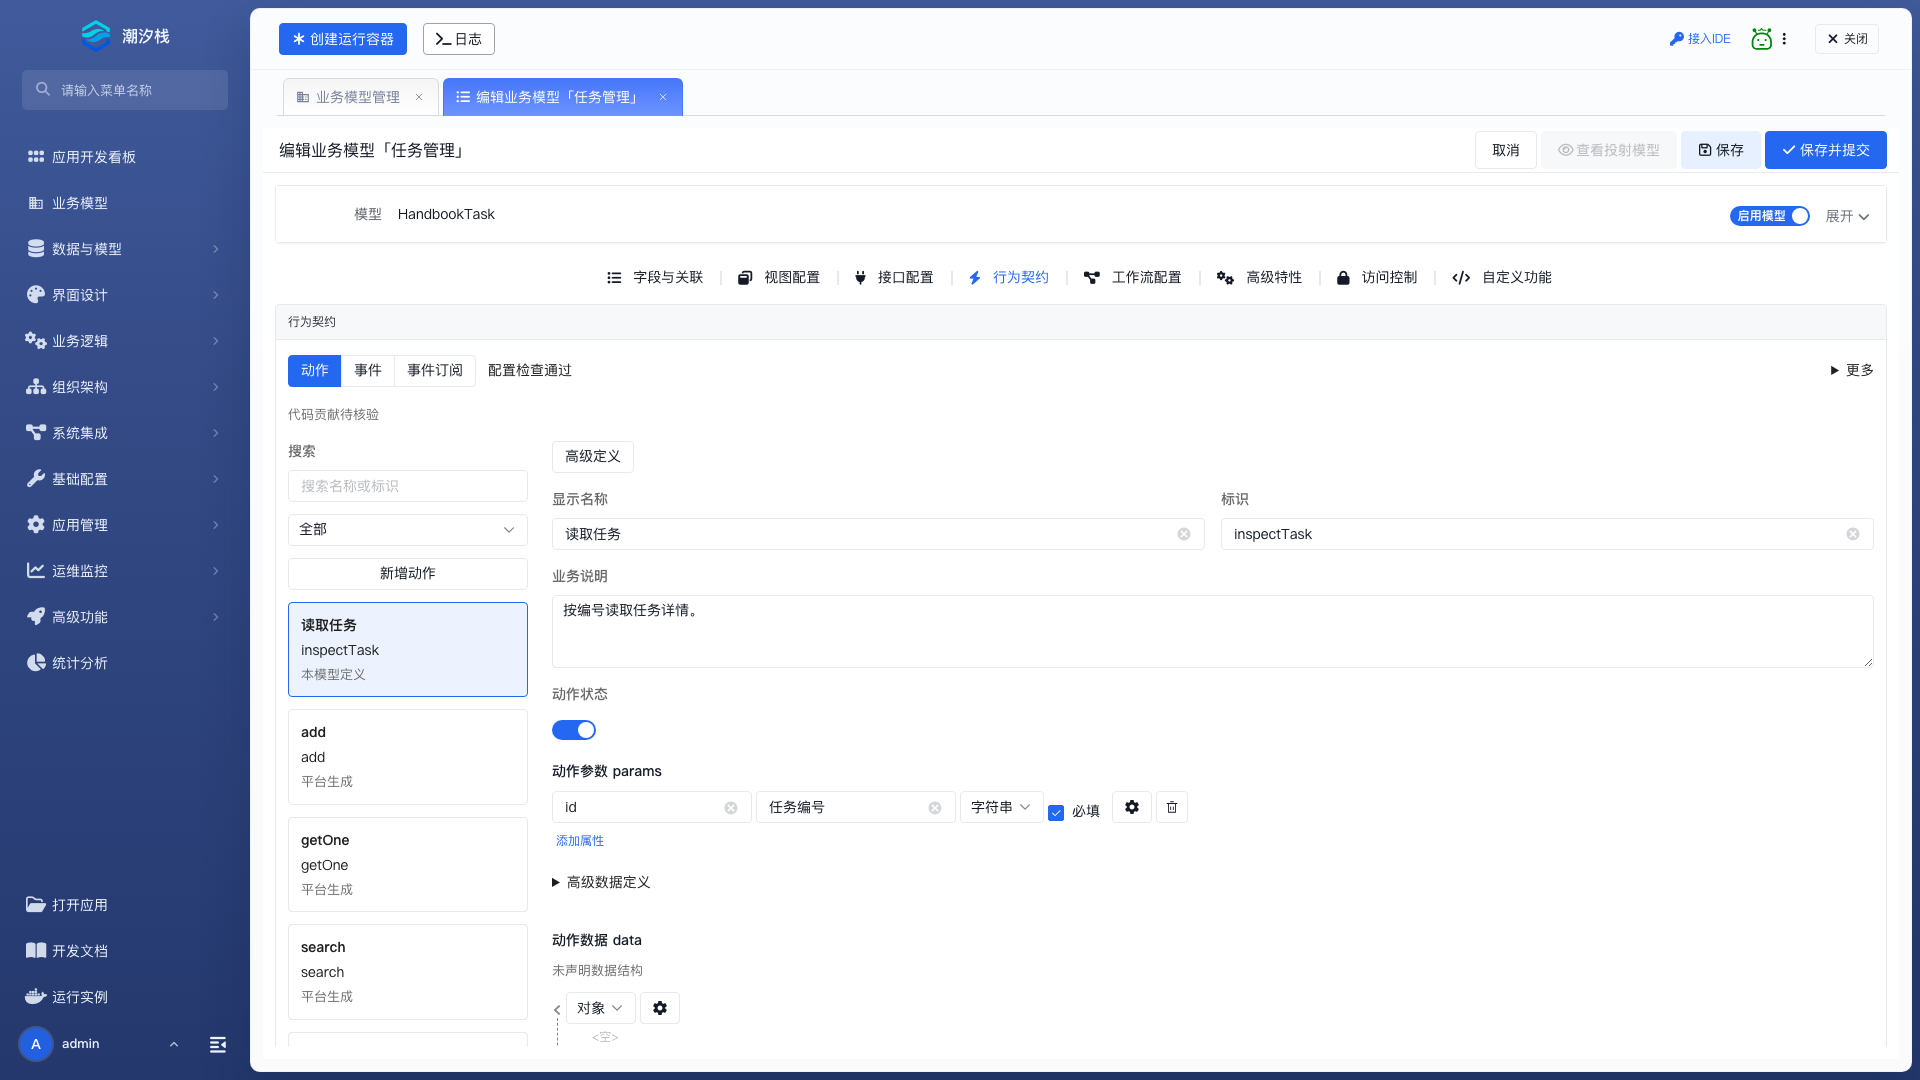 潮汐栈
请输入菜单名称
应用开发看板
业务模型
数据与模型
界面设计
业务逻辑
组织架构
系统集成
基础配置
应用管理
运维监控
高级功能
统计分析
打开应用
开发文档
运行实例
A admin
创建运行容器 日志 接入IDE 关闭
业务模型管理 编辑业务模型「任务管理」
编辑业务模型「任务管理」 取消 查看投射模型 保存 保存并提交
模型 HandbookTask 启用模型 展开
字段与关联 视图配置 接口配置 行为契约 工作流配置 高级特性 访问控制 自定义功能
行为契约
动作 事件 事件订阅 配置检查通过 更多
代码贡献待核验
搜索
搜索名称或标识
全部
新增动作
读取任务
inspectTask
本模型定义
add
add
平台生成
getOne
getOne
平台生成
search
search
平台生成
高级定义
显示名称 标识
读取任务 inspectTask
业务说明
按编号读取任务详情。
动作状态
动作参数 params
id 任务编号 字符串 必填
添加属性
高级数据定义
动作数据 data
未声明数据结构
对象
<空>